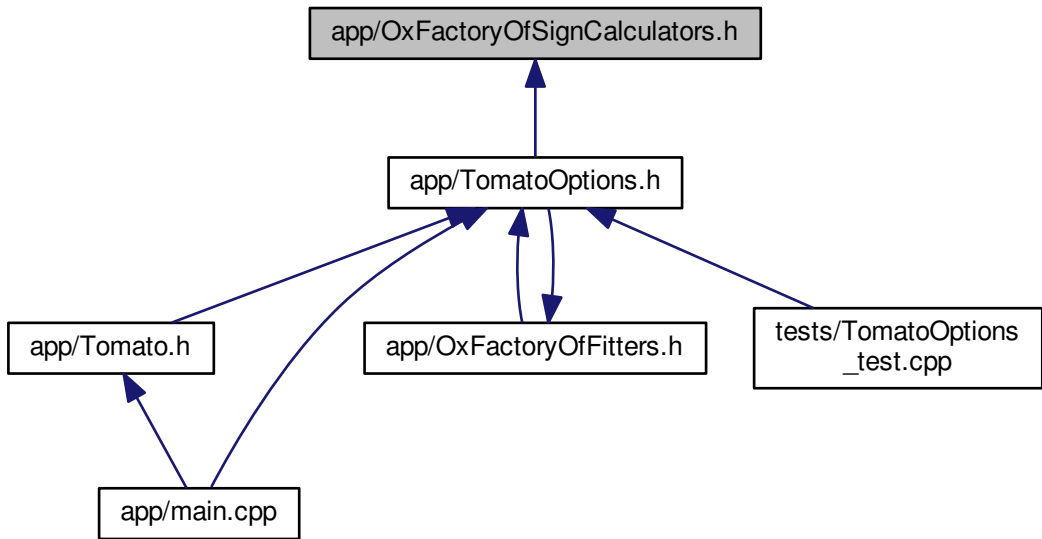 app/OxFactoryOfSignCalculators.h
app/TomatoOptions.h
app/Tomato.h
app/OxFactoryOfFitters.h
tests/TomatoOptions
_test.cpp
app/main.cpp